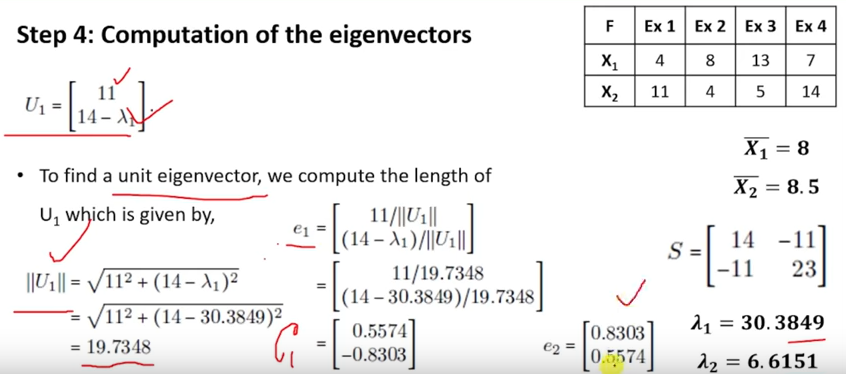 Step 4: Computation of the eigenvectors
F Ex 1 Ex 2 Ex 3 Ex 4
X₁ 4 8 13 7
X₂ 11 4 5 14
U₁ = [ 11 ; 14 − λ₁ ].
X̄₁ = 8
X̄₂ = 8.5
• To find a unit eigenvector, we compute the length of
U₁ which is given by,
||U₁|| = √(11² + (14 − λ₁)²)
= √(11² + (14 − 30.3849)²)
= 19.7348
e₁ = [ 11/||U₁|| ; (14 − λ₁)/||U₁|| ]
= [ 11/19.7348 ; (14 − 30.3849)/19.7348 ]
e₁ = [ 0.5574 ; −0.8303 ]
e₂ = [ 0.8303 ; 0.5574 ]
S = [ 14 −11 ; −11 23 ]
λ₁ = 30.3849
λ₂ = 6.6151